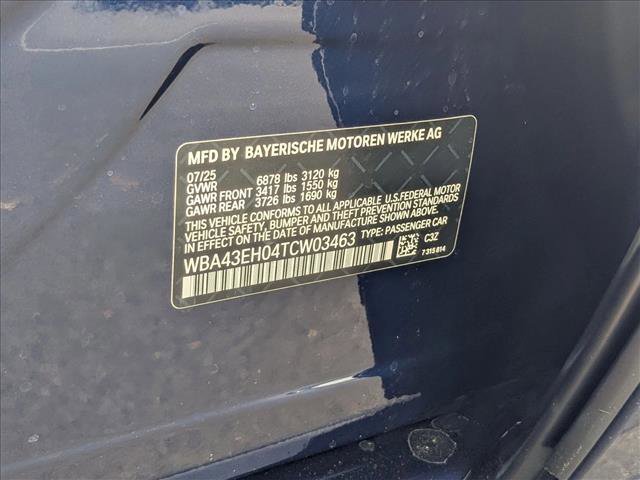 MFD BY BAYERISCHE MOTOREN WERKE AG
07/25
GVWR 6878 lbs 3120 kg
GAWR FRONT 3417 lbs 1550 kg
GAWR REAR 3726 lbs 1690 kg
THIS VEHICLE CONFORMS TO ALL APPLICABLE U.S.FEDERAL MOTOR
VEHICLE SAFETY, BUMPER, AND THEFT PREVENTION STANDARDS
IN EFFECT ON THE DATE OF MANUFACTURE SHOWN ABOVE.
WBA43EH04TCW03463 TYPE: PASSENGER CAR
C3Z
7315814